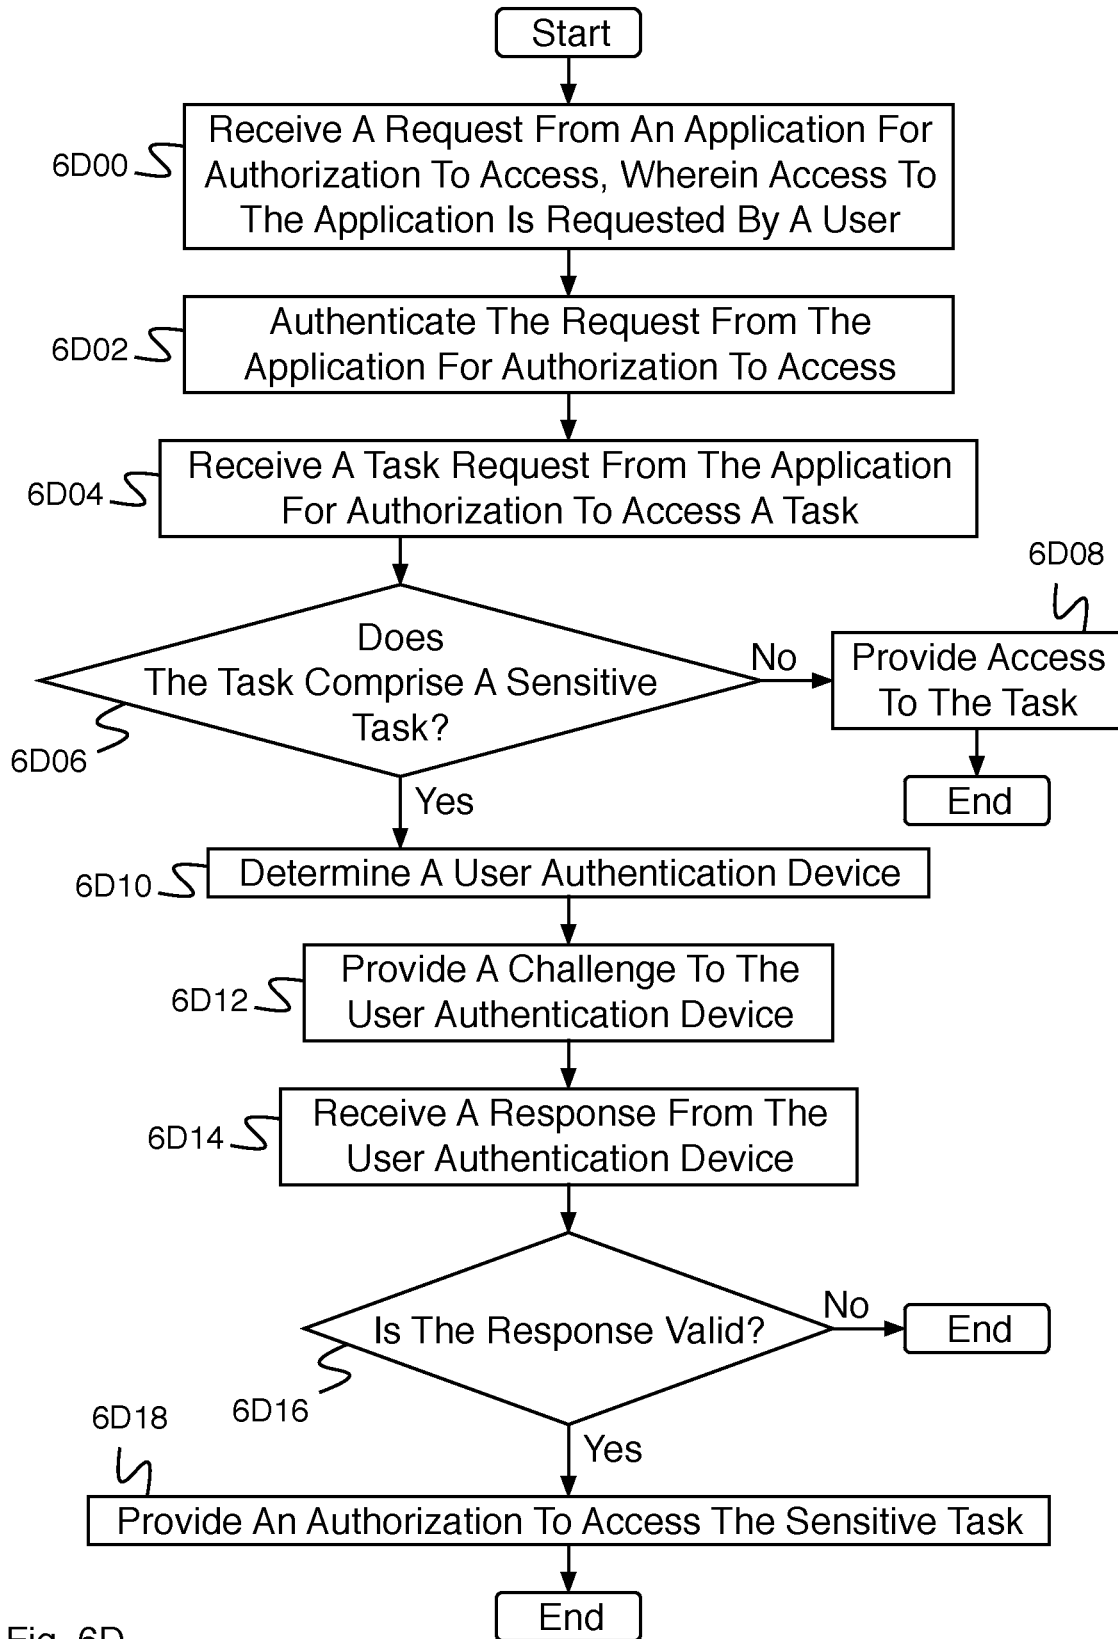 Start
Receive A Request From An Application For
Authorization To Access, Wherein Access To
The Application Is Requested By A User
6D00
Authenticate The Request From The
Application For Authorization To Access
6D02
Receive A Task Request From The Application
For Authorization To Access A Task
6D04
Does
The Task Comprise A Sensitive
Task?
6D06
No
6D08
Provide Access
To The Task
End
Yes
Determine A User Authentication Device
6D10
Provide A Challenge To The
User Authentication Device
6D12
Receive A Response From The
User Authentication Device
6D14
Is The Response Valid?
6D16
No
End
Yes
6D18
Provide An Authorization To Access The Sensitive Task
End
Fig. 6D